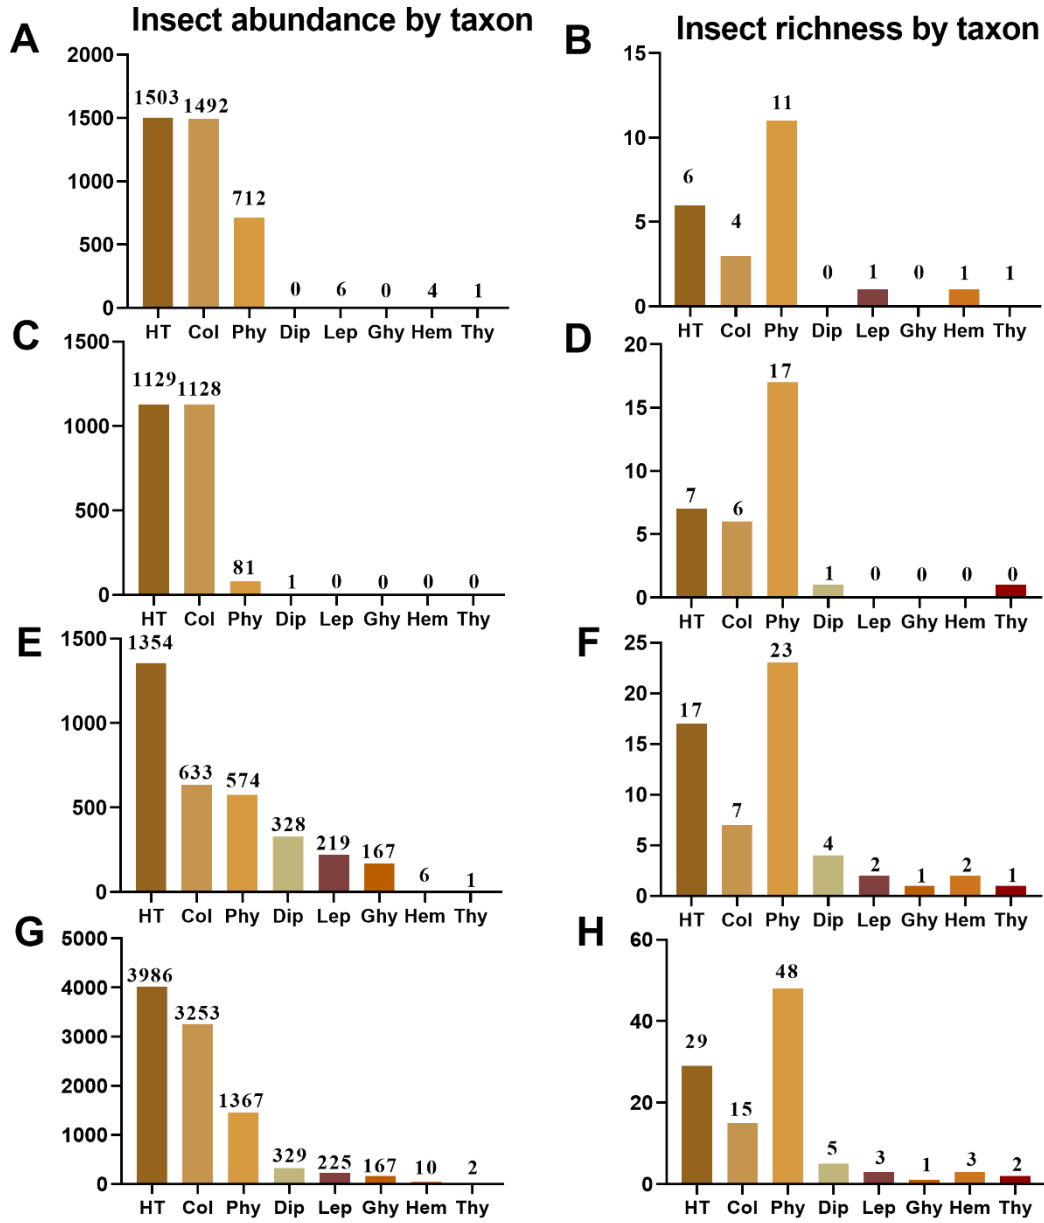 Insect abundance by taxon
A
2000
1500
1000
500
0
1503 1492 712 0 6 0 4 1
HT Col Phy Dip Lep Ghy Hem Thy
Insect richness by taxon
B
15
10
5
0
6 4 11 0 1 0 1 1
HT Col Phy Dip Lep Ghy Hem Thy
C
1500
1000
500
0
1129 1128 81 1 0 0 0 0
HT Col Phy Dip Lep Ghy Hem Thy
D
20
15
10
5
0
7 6 17 1 0 0 0 0
HT Col Phy Dip Lep Ghy Hem Thy
E
1500
1000
500
0
1354 633 574 328 219 167 6 1
HT Col Phy Dip Lep Ghy Hem Thy
F
25
20
15
10
5
0
17 7 23 4 2 1 2 1
HT Col Phy Dip Lep Ghy Hem Thy
G
5000
4000
3000
2000
1000
0
3986 3253 1367 329 225 167 10 2
HT Col Phy Dip Lep Ghy Hem Thy
H
60
40
20
0
29 15 48 5 3 1 3 2
HT Col Phy Dip Lep Ghy Hem Thy